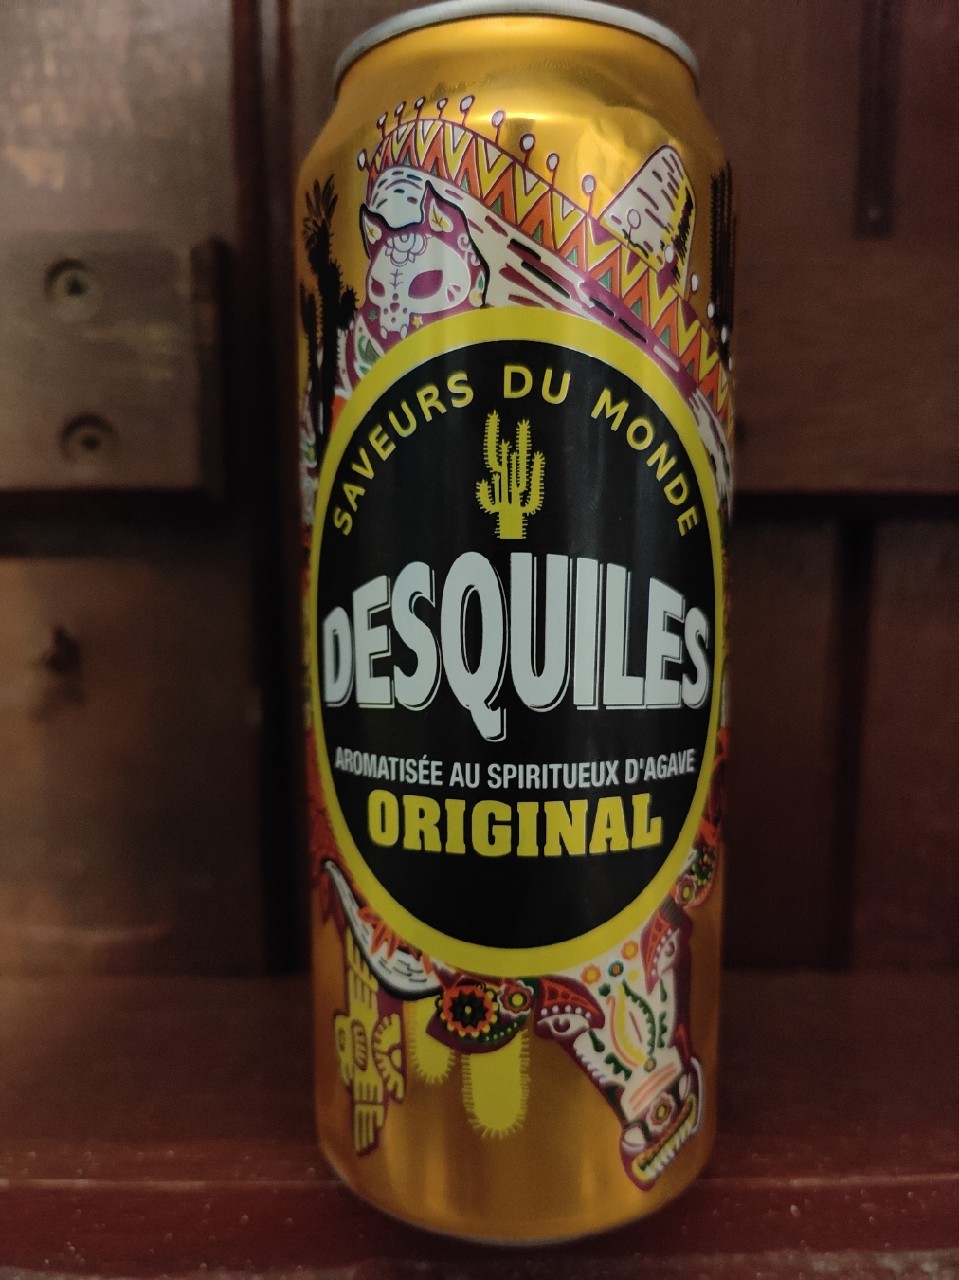 SAVEURS DU MONDE
DESQUILES
AROMATISÉE AU SPIRITUEUX D'AGAVE
ORIGINAL